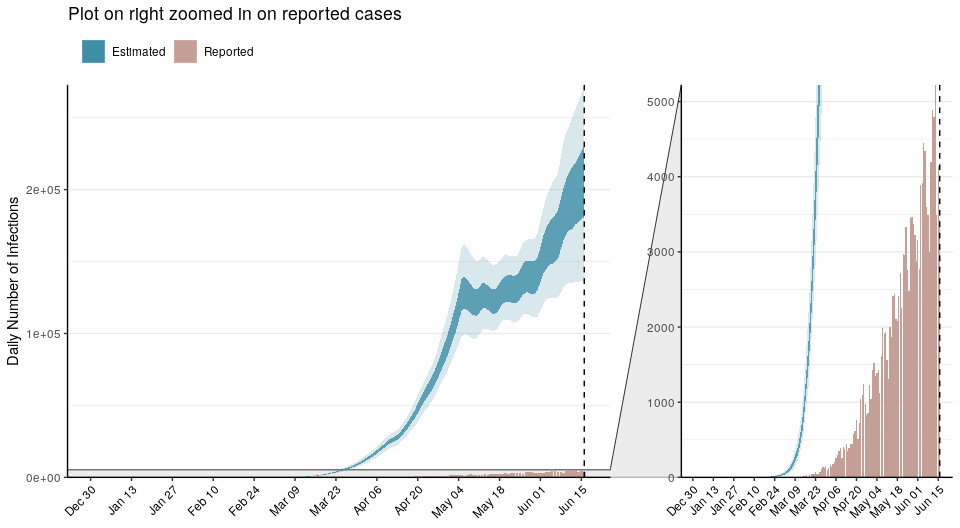 Plot on right zoomed in on reported cases
Estimated Reported
Daily Number of Infections
2e+05
1e+05
0e+00
Dec 30 Jan 13 Jan 27 Feb 10 Feb 24 Mar 09 Mar 23 Apr 06 Apr 20 May 04 May 18 Jun 01 Jun 15
5000
4000
3000
2000
1000
0
Dec 30 Jan 13 Jan 27 Feb 10 Feb 24 Mar 09 Mar 23 Apr 06 Apr 20 May 04 May 18 Jun 01 Jun 15